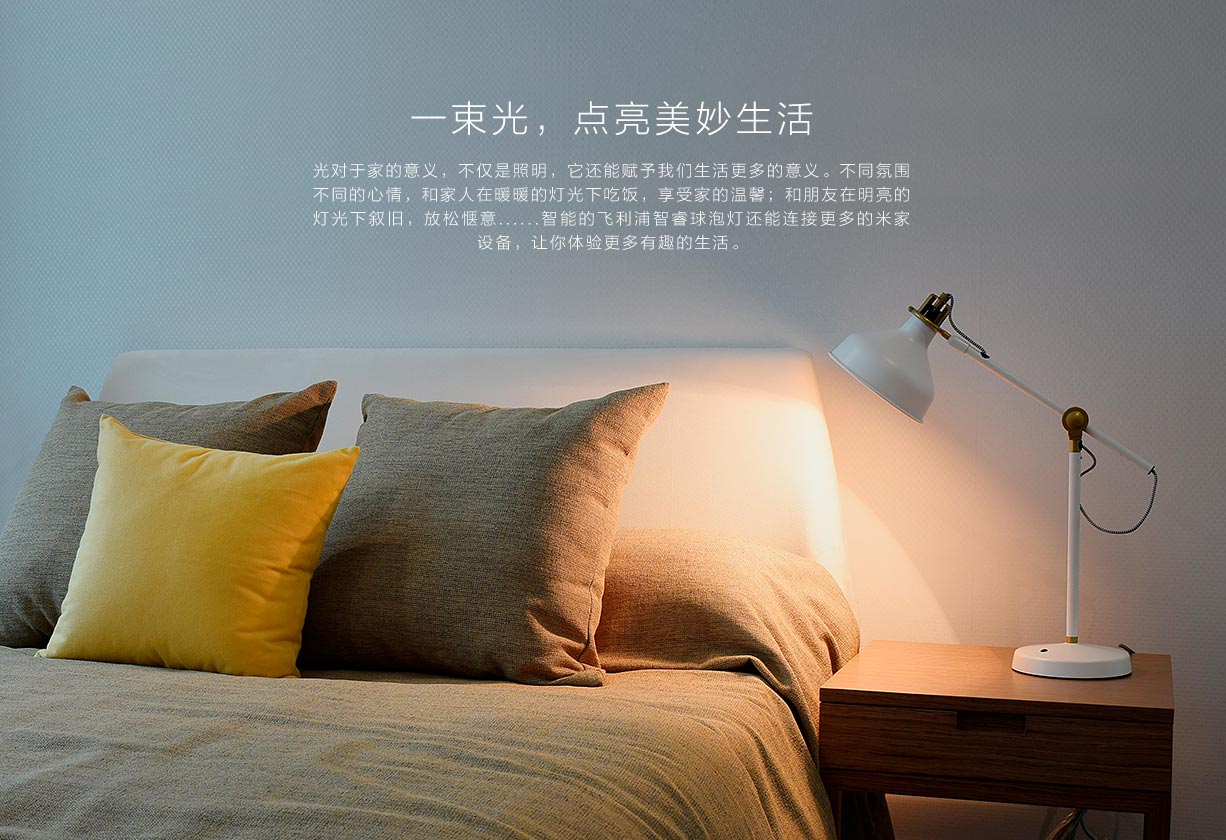 一束光，点亮美妙生活
光对于家的意义，不仅是照明，它还能赋予我们生活更多的意义。不同氛围
不同的心情，和家人在暖暖的灯光下吃饭，享受家的温馨；和朋友在明亮的
灯光下叙旧，放松惬意......智能的飞利浦智睿球泡灯还能连接更多的米家
设备，让你体验更多有趣的生活。